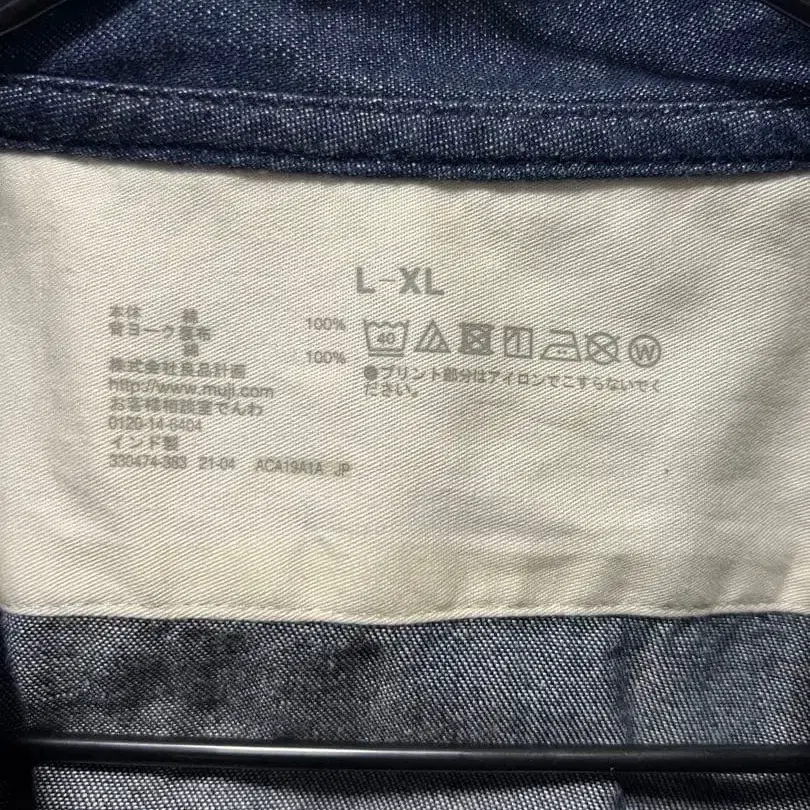 L-XL
本体 綿 100%
背ヨーク裏布
綿 100%
40
W
株式会社良品計画
http://www.muji.com
お客様相談室でんわ
0120-14-6404
インド製
330474-383 21-04 ACA19A1A JP
●プリント部分はアイロンでこすらないでく
ださい。